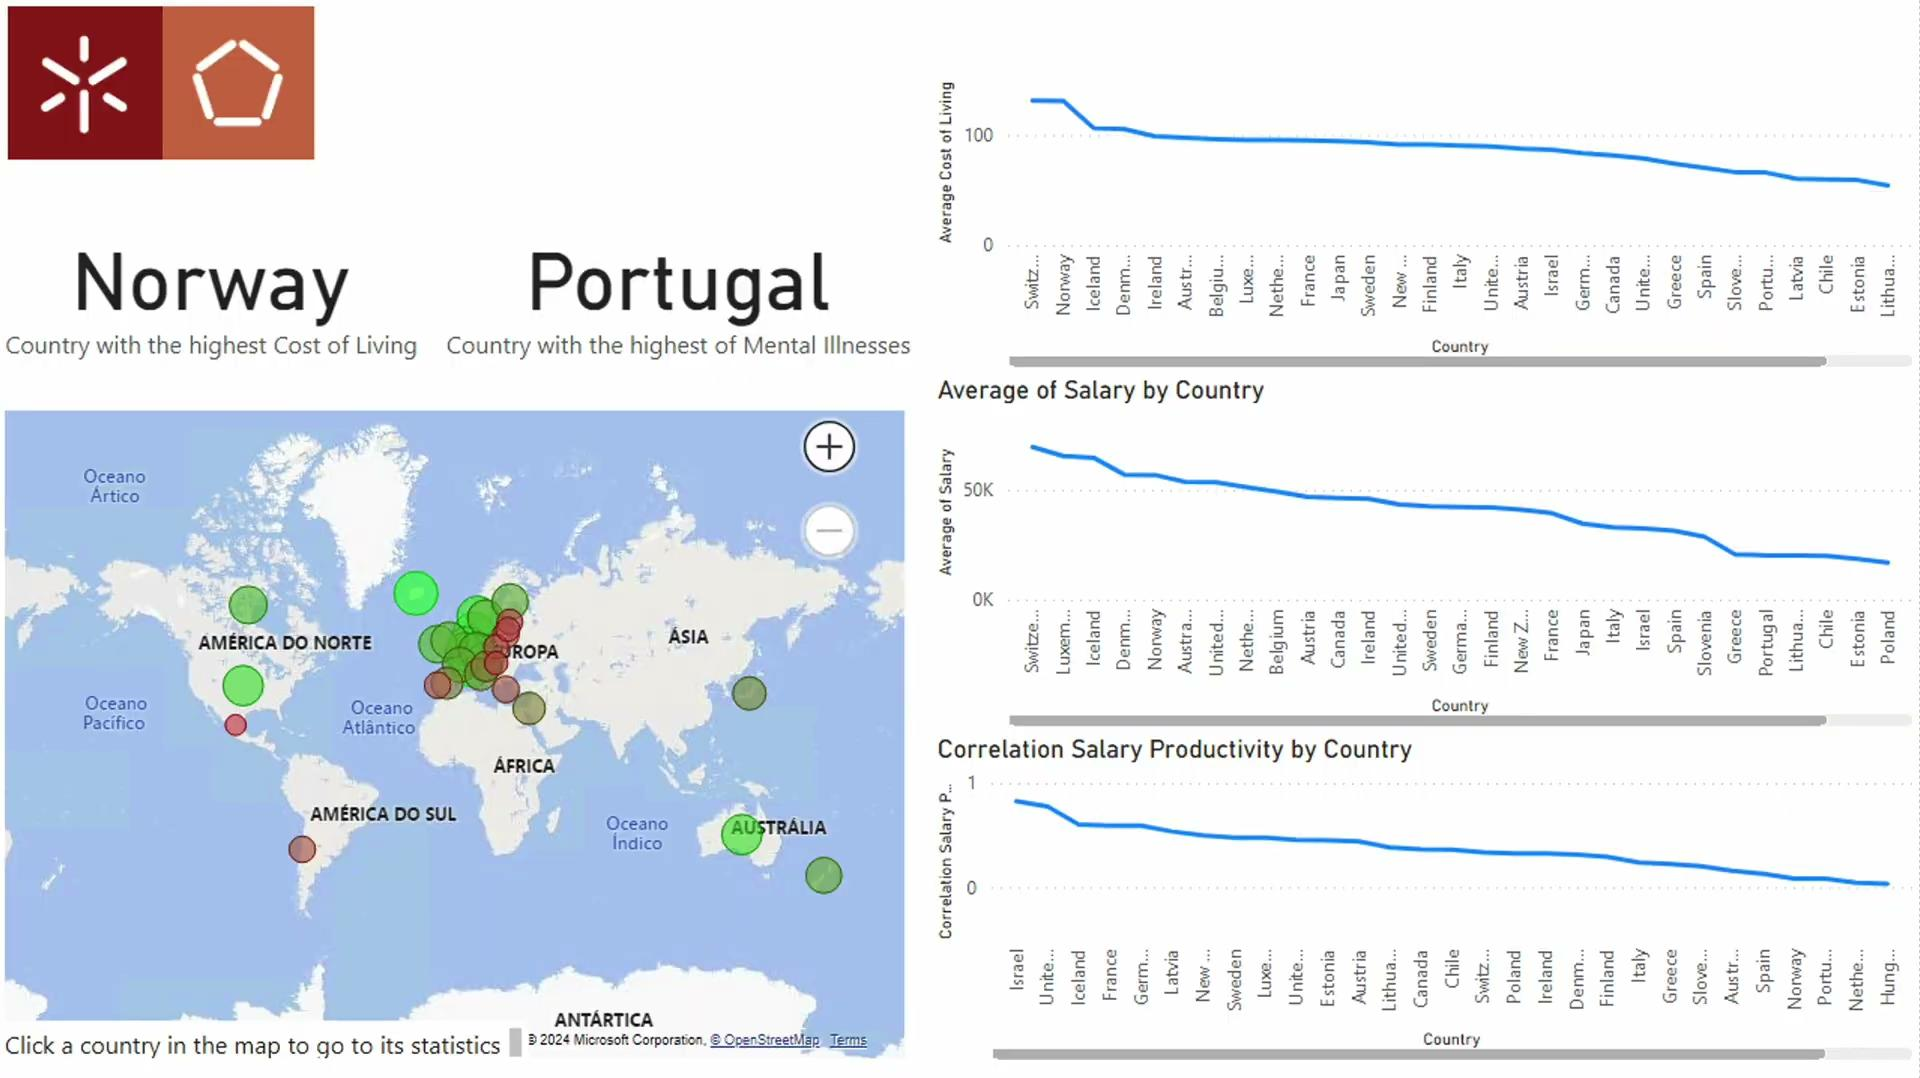 Norway
Country with the highest Cost of Living
Portugal
Country with the highest of Mental Illnesses
Oceano
Ártico
AMÉRICA DO NORTE
Oceano
Pacífico
Oceano
Atlântico
ÁSIA
ÁFRICA
AMÉRICA DO SUL
Oceano
Índico
AUSTRÁLIA
ANTÁRTICA
© 2024 Microsoft Corporation, © OpenStreetMap Terms
Click a country in the map to go to its statistics
Average Cost of Living
100
0
Switz...
Norway
Iceland
Denm...
Ireland
Austr...
Belgiu...
Luxe...
Nethe...
France
Japan
Sweden
New ...
Finland
Italy
Unite...
Austria
Israel
Germ...
Canada
Unite...
Greece
Spain
Slove...
Portu...
Latvia
Chile
Estonia
Lithua...
Country
Average of Salary by Country
Average of Salary
50K
0K
Switze...
Luxem...
Iceland
Denm...
Norway
Austra...
United...
Nethe...
Belgium
Austria
Canada
Ireland
United...
Sweden
Germa...
Finland
New Z...
France
Japan
Italy
Israel
Spain
Slovenia
Greece
Portugal
Lithua...
Chile
Estonia
Poland
Country
Correlation Salary Productivity by Country
Correlation Salary P...
1
0
Israel
Unite...
Iceland
France
Germ...
Latvia
New ...
Sweden
Luxe...
Unite...
Estonia
Austria
Lithua...
Canada
Chile
Switz...
Poland
Ireland
Denm...
Finland
Italy
Greece
Slove...
Austr...
Spain
Norway
Portu...
Nethe...
Hung...
Country